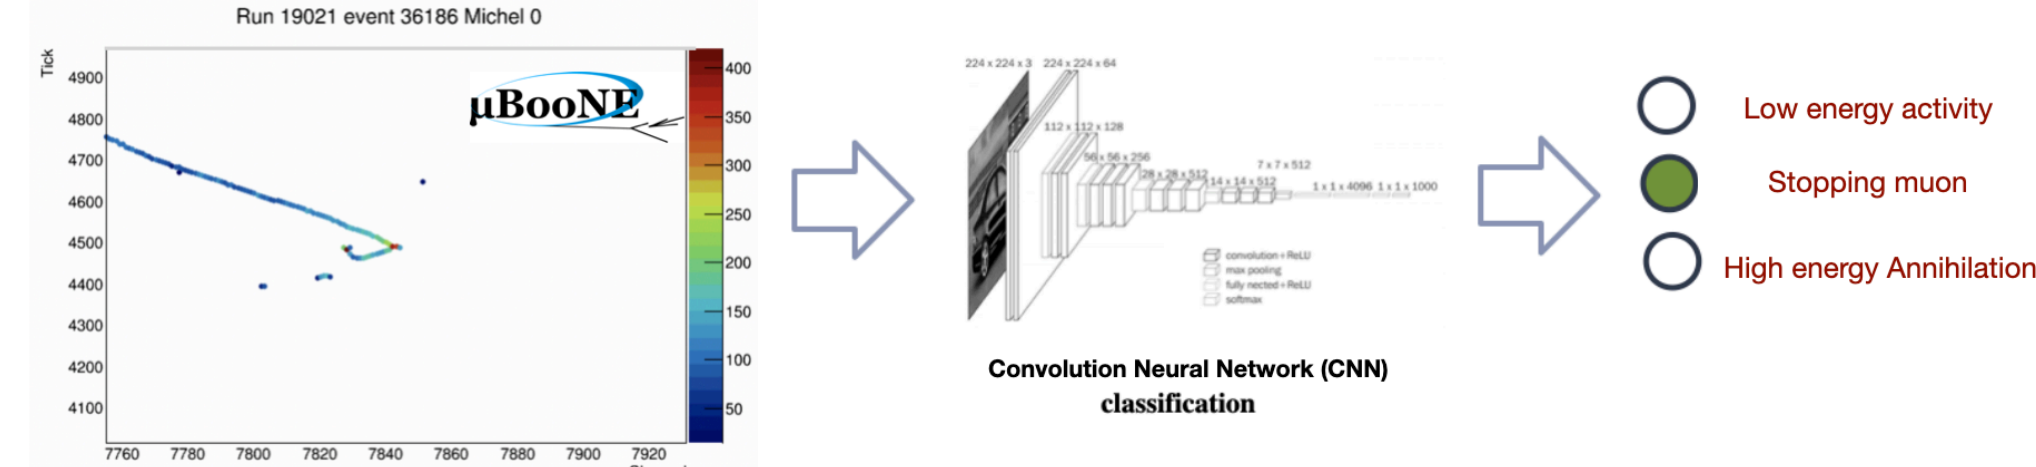 Run 19021 event 36186 Michel 0
Tick
4900
4800
4700
4600
4500
4400
4300
4200
4100
7760 7780 7800 7820 7840 7860 7880 7900 7920
400
350
300
250
200
150
100
50
µBooNE
224 x 224 x 3 224 x 224 x 64
112 x 112 x 128
56 x 56 x 256
28 x 28 x 512
14 x 14 x 512
7 x 7 x 512
1 x 1 x 4096 1 x 1 x 1000
convolution+ReLU
max pooling
fully nected+ReLU
softmax
Convolution Neural Network (CNN)
classification
Low energy activity
Stopping muon
High energy Annihilation